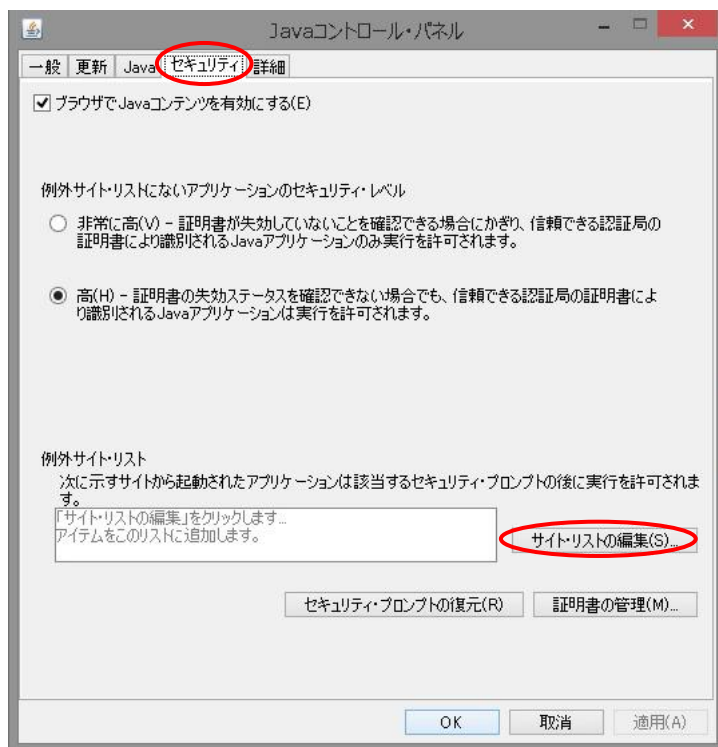 Javaコントロール・パネル
一般 更新 Java セキュリティ 詳細
ブラウザでJavaコンテンツを有効にする(E)
例外サイト・リストにないアプリケーションのセキュリティ・レベル
非常に高(V) - 証明書が失効していないことを確認できる場合にかぎり、信頼できる認証局の
証明書により識別されるJavaアプリケーションのみ実行を許可されます。
高(H) - 証明書の失効ステータスを確認できない場合でも、信頼できる認証局の証明書によ
り識別されるJavaアプリケーションは実行を許可されます。
例外サイト・リスト
次に示すサイトから起動されたアプリケーションは該当するセキュリティ・プロンプトの後に実行を許可されま
す。
「サイト・リストの編集」をクリックします...
アイテムをこのリストに追加します。
サイト・リストの編集(S)...
セキュリティ・プロンプトの復元(R) 証明書の管理(M)...
OK 取消 適用(A)